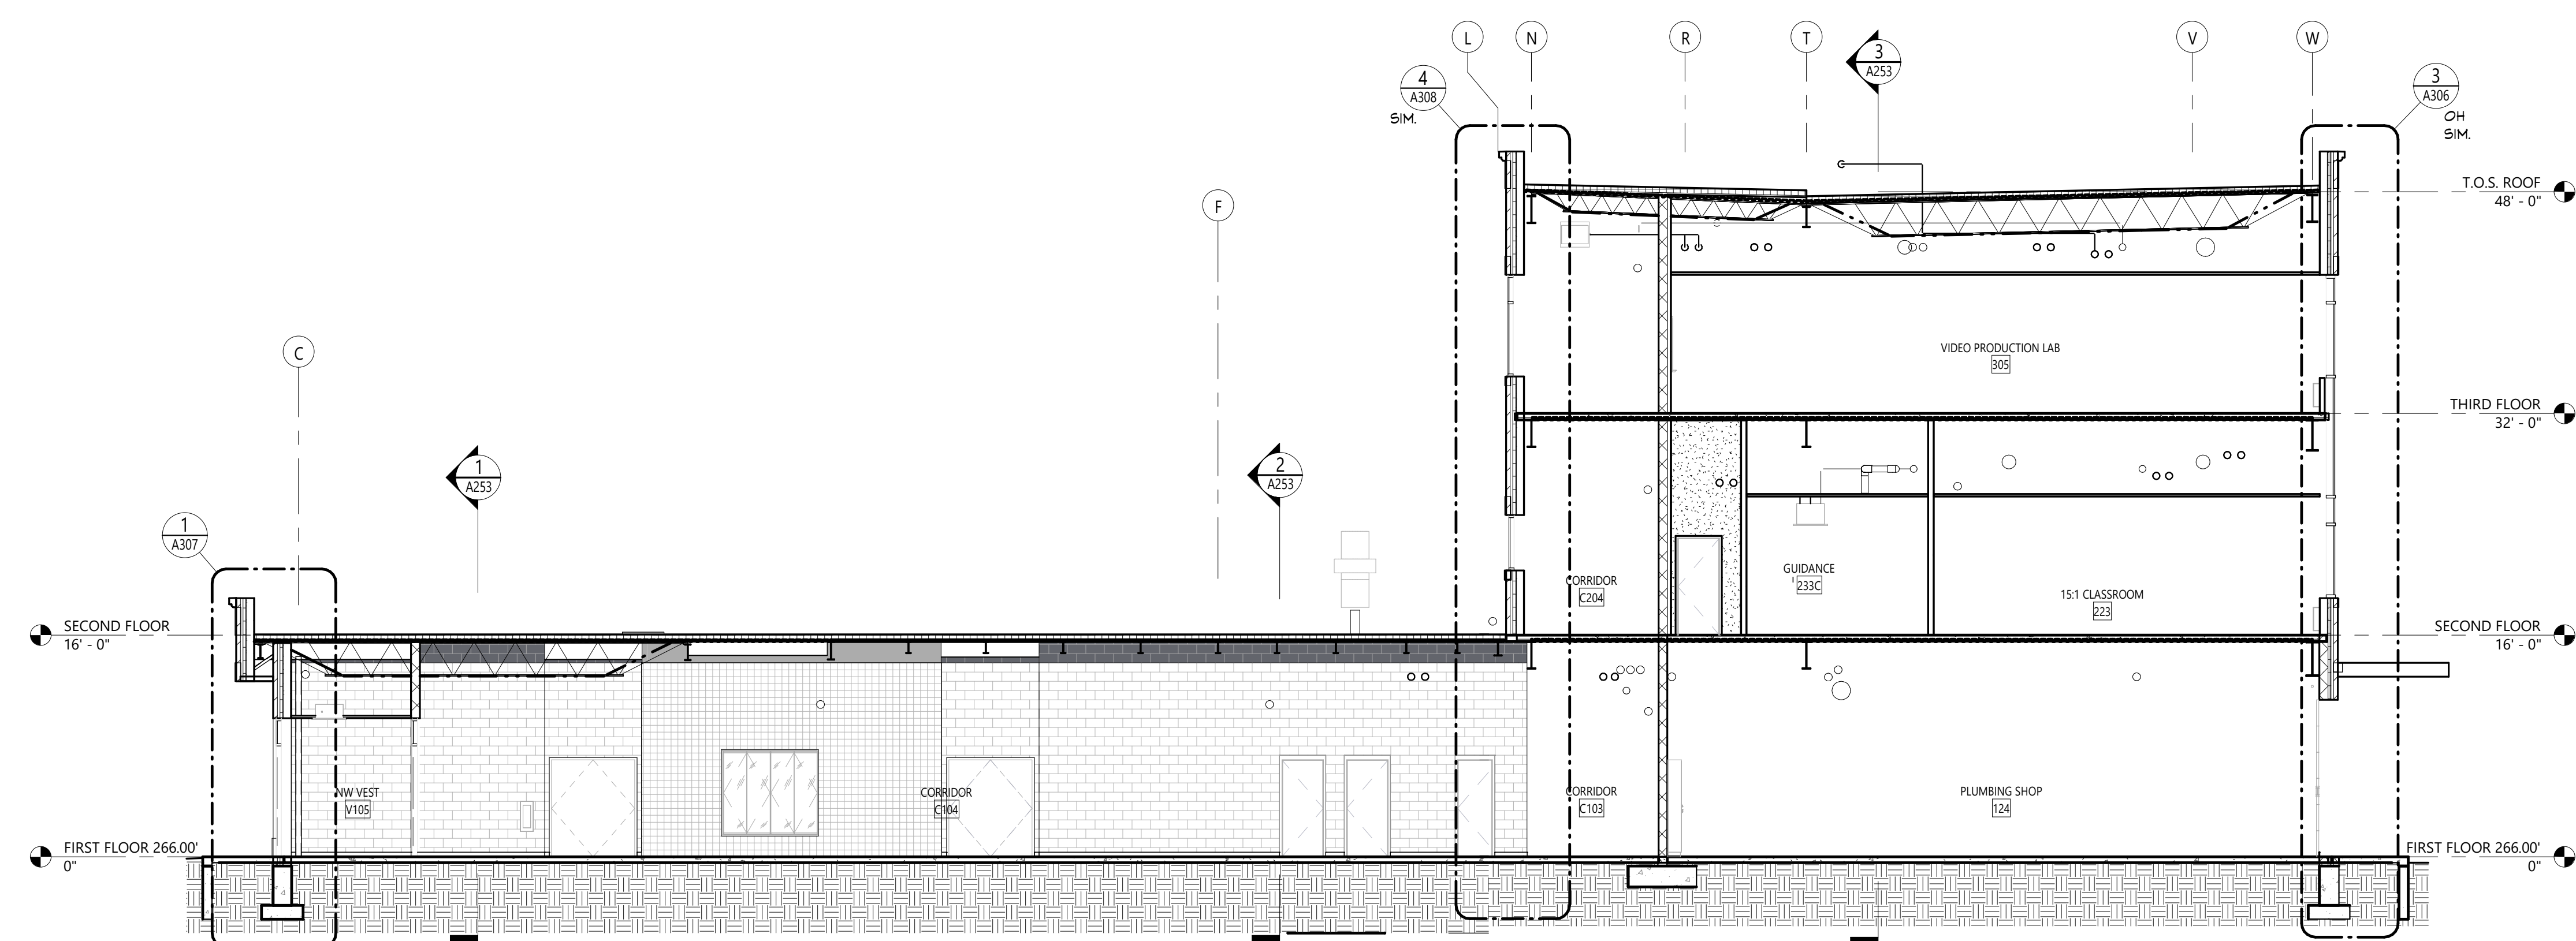 L
N
R
T
V
W
3
A253
4
A308
SIM.
3
A306
OH
SIM.
F
T.O.S. ROOF
48' - 0"
C
VIDEO PRODUCTION LAB
305
THIRD FLOOR
32' - 0"
1
A253
2
A253
1
A307
GUIDANCE
233C
CORRIDOR
C204
15:1 CLASSROOM
223
SECOND FLOOR
16' - 0"
SECOND FLOOR
16' - 0"
NW VEST
V105
CORRIDOR
C104
CORRIDOR
C103
PLUMBING SHOP
124
FIRST FLOOR 266.00'
0"
FIRST FLOOR 266.00'
0"